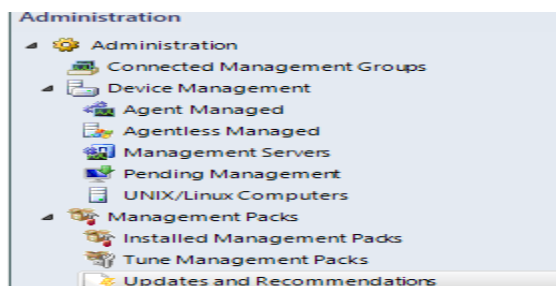 Administration
Administration
Connected Management Groups
Device Management
Agent Managed
Agentless Managed
Management Servers
Pending Management
UNIX/Linux Computers
Management Packs
Installed Management Packs
Tune Management Packs
Updates and Recommendations